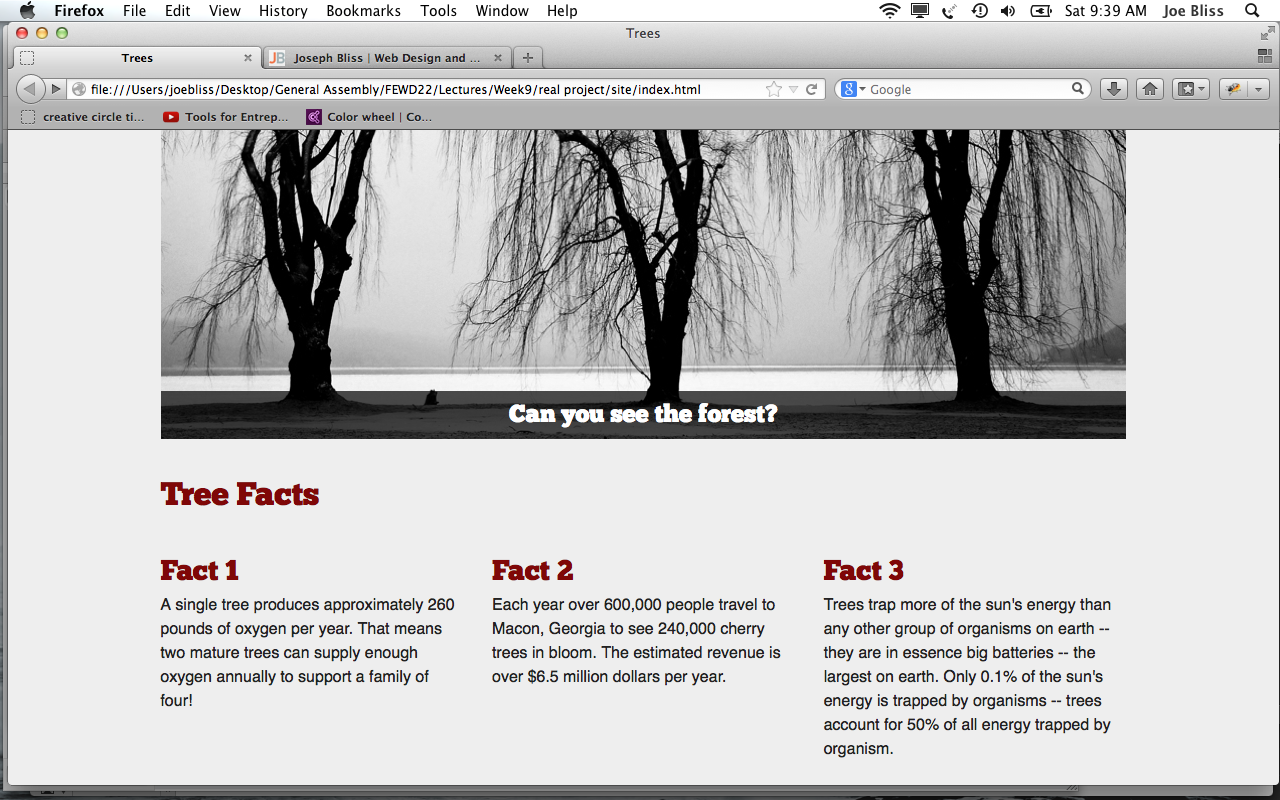 Firefox File Edit View History Bookmarks Tools Window Help Sat 9:39 AM Joe Bliss
Trees
Trees JB Joseph Bliss | Web Design and ...
file:///Users/joebliss/Desktop/General Assembly/FEWD22/Lectures/Week9/real project/site/index.html 8 Google
creative circle ti... Tools for Entrep... Color wheel | Co...
Can you see the forest?
Tree Facts
Fact 1
A single tree produces approximately 260
pounds of oxygen per year. That means
two mature trees can supply enough
oxygen annually to support a family of
four!
Fact 2
Each year over 600,000 people travel to
Macon, Georgia to see 240,000 cherry
trees in bloom. The estimated revenue is
over $6.5 million dollars per year.
Fact 3
Trees trap more of the sun's energy than
any other group of organisms on earth --
they are in essence big batteries -- the
largest on earth. Only 0.1% of the sun's
energy is trapped by organisms -- trees
account for 50% of all energy trapped by
organism.